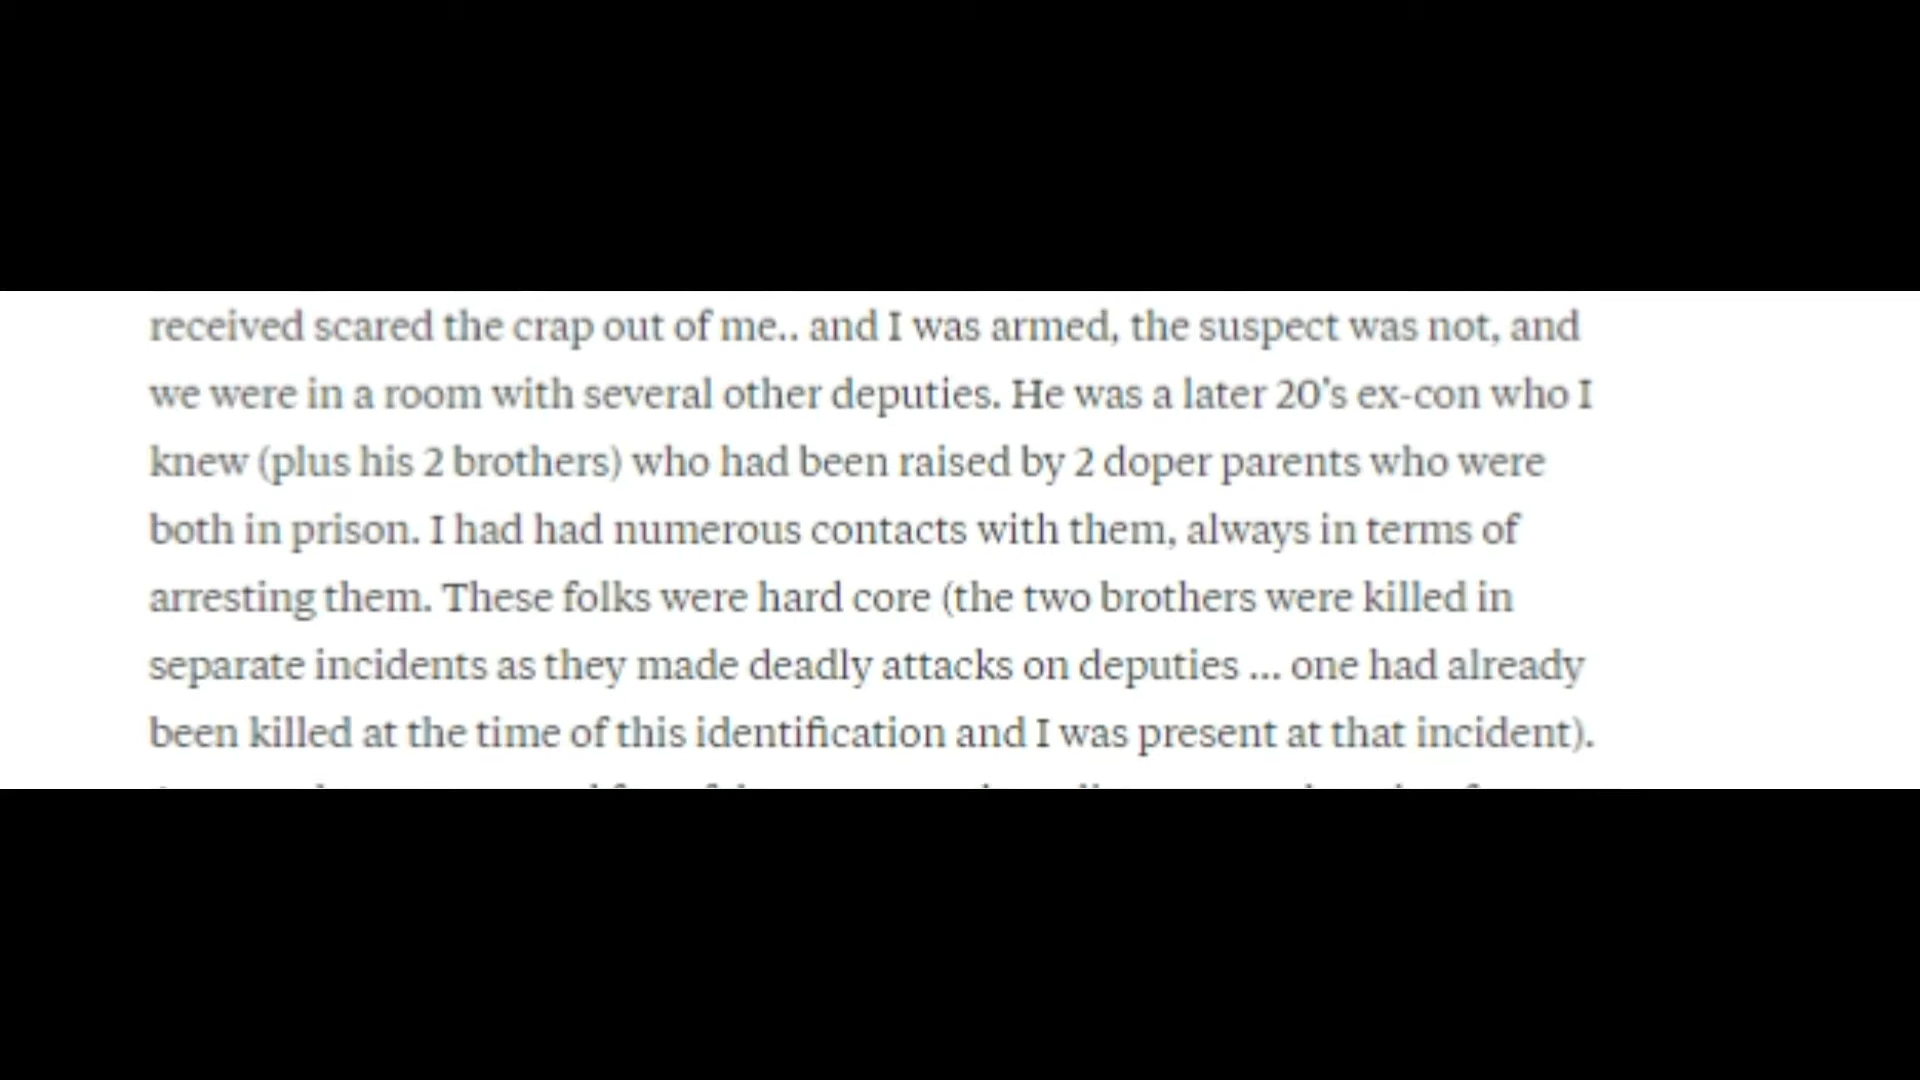 received scared the crap out of me.. and I was armed, the suspect was not, and
we were in a room with several other deputies. He was a later 20's ex-con who I
knew (plus his 2 brothers) who had been raised by 2 doper parents who were
both in prison. I had had numerous contacts with them, always in terms of
arresting them. These folks were hard core (the two brothers were killed in
separate incidents as they made deadly attacks on deputies ... one had already
been killed at the time of this identification and I was present at that incident).